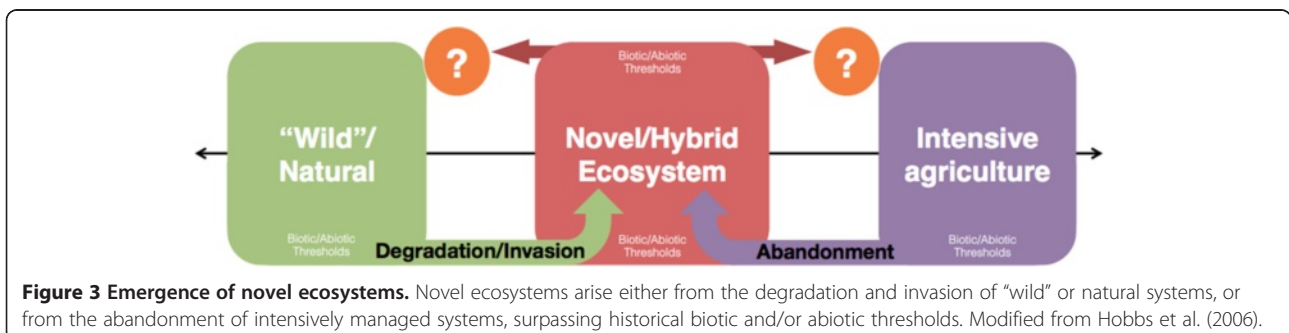 ? Biotic/Abiotic ?
Thresholds
"Wild"/
Natural
Novel/Hybrid
Ecosystem
Intensive
agriculture
Biotic/Abiotic
Thresholds
Degradation/Invasion
Biotic/Abiotic
Thresholds
Abandonment
Biotic/Abiotic
Thresholds
Figure 3 Emergence of novel ecosystems. Novel ecosystems arise either from the degradation and invasion of “wild” or natural systems, or
from the abandonment of intensively managed systems, surpassing historical biotic and/or abiotic thresholds. Modified from Hobbs et al. (2006).